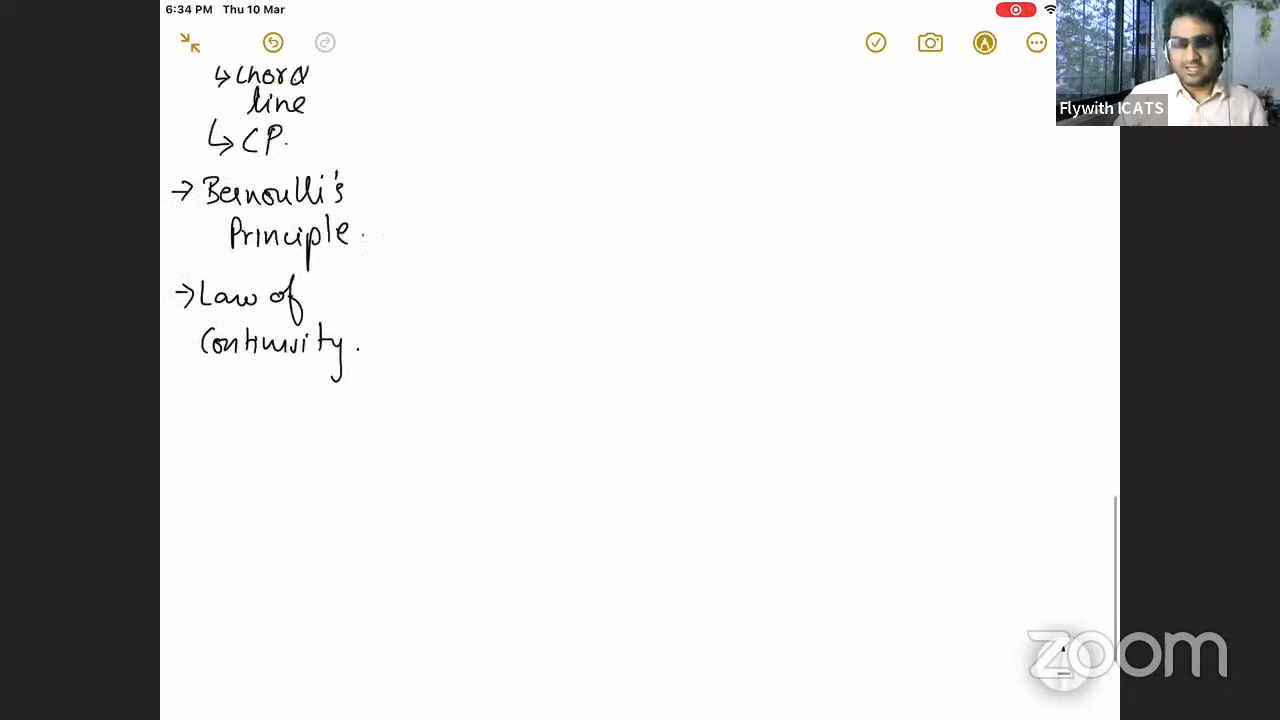 6:34 PM Thu 10 Mar
↳ Chord
line
↳ CP.
→ Bernoulli's
Principle.
→ Law of
Continuity.
Flywith ICATS
zoom